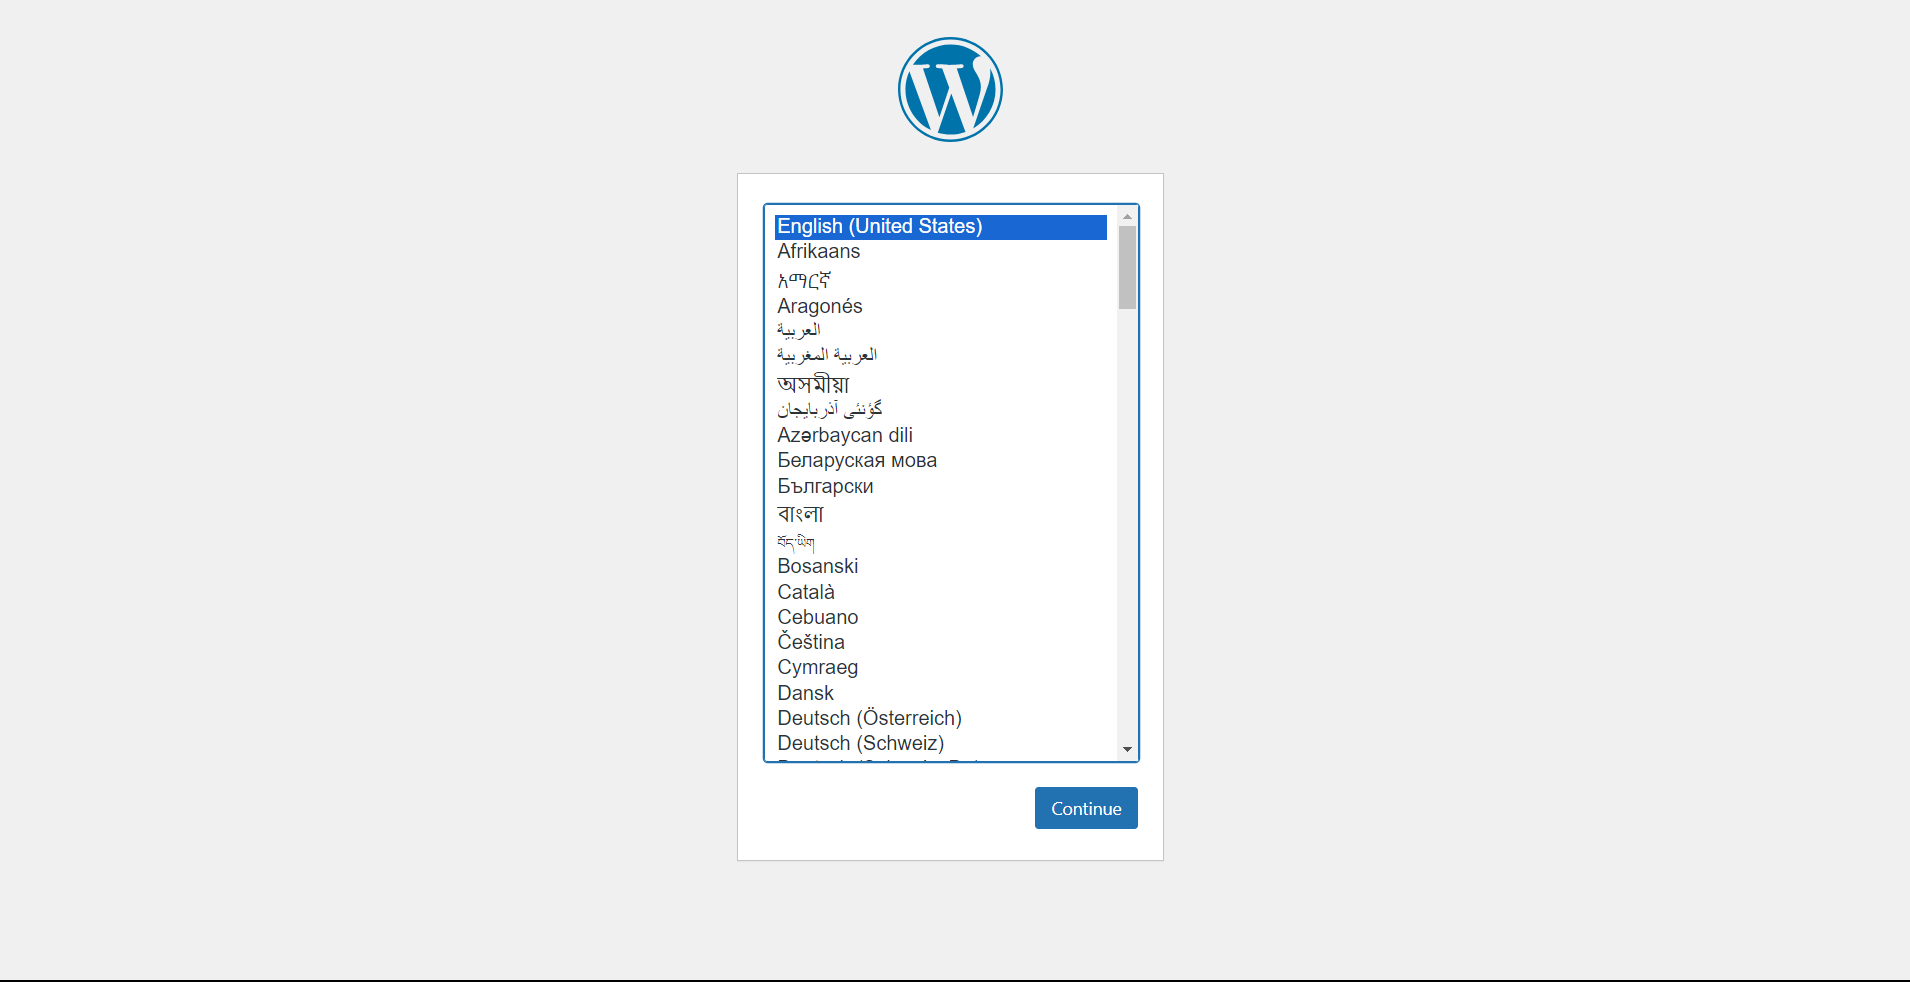 English (United States)
Afrikaans
አማርኛ
Aragonés
العربية
العربية المغربية
অসমীয়া
گؤنئی آذربایجان
Azərbaycan dili
Беларуская мова
Български
বাংলা
བོད་ཡིག
Bosanski
Català
Cebuano
Čeština
Cymraeg
Dansk
Deutsch (Österreich)
Deutsch (Schweiz)
Continue